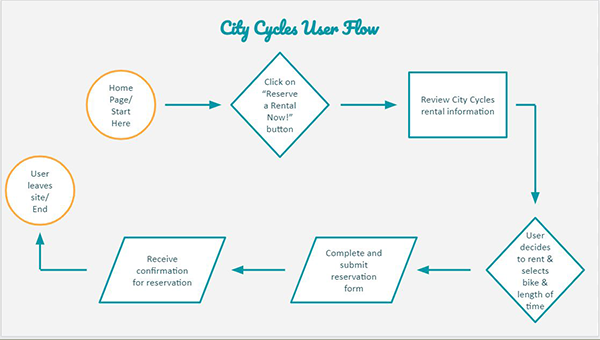 City Cycles User Flow
Home
Page/
Start
Here
Click on
“Reserve
a Rental
Now!”
button
Review City Cycles
rental information
User
decides
to rent &
selects
bike &
length of
time
Complete and
submit
reservation
form
Receive
confirmation
for reservation
User
leaves
site/
End